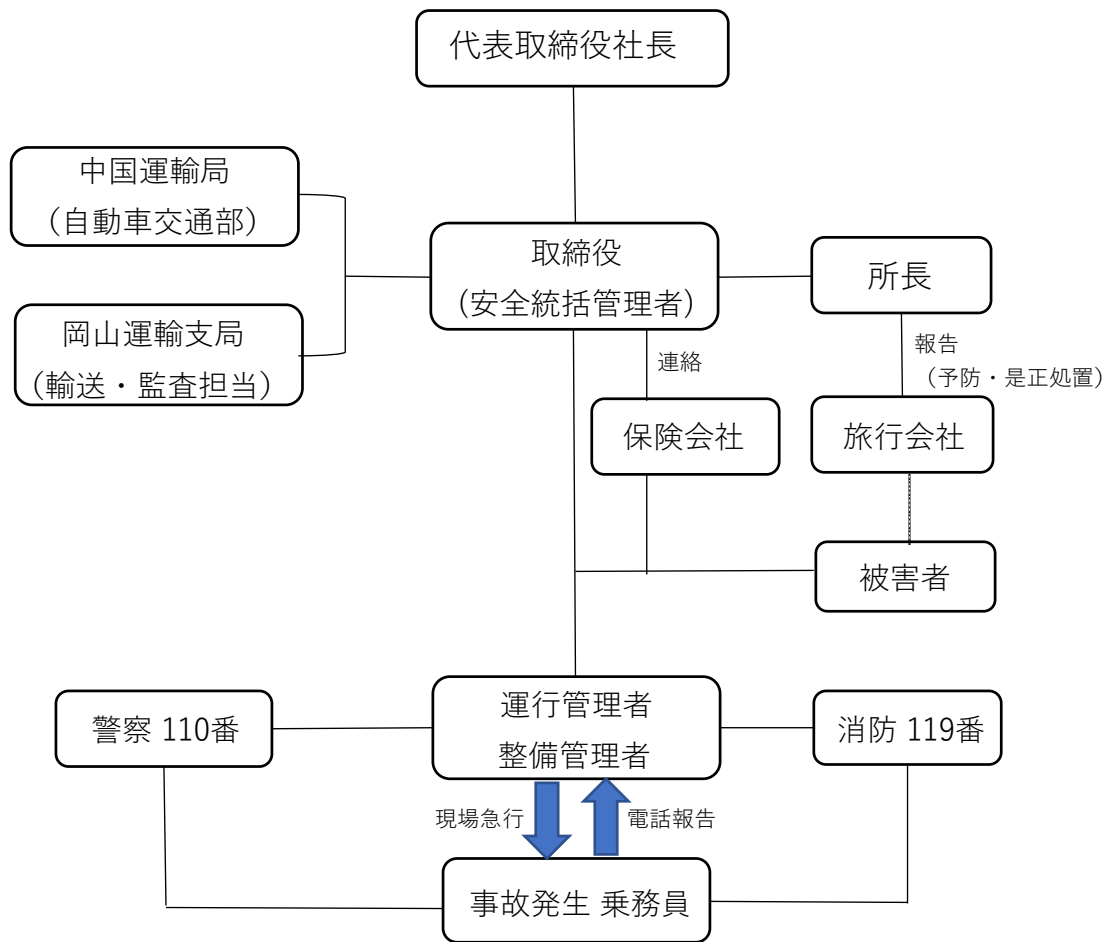 代表取締役社長
中国運輸局
（自動車交通部）
取締役
（安全統括管理者）
所長
岡山運輸支局
（輸送・監査担当）
連絡
報告
（予防・是正処置）
保険会社
旅行会社
被害者
警察 110番
運行管理者
整備管理者
消防 119番
現場急行
電話報告
事故発生 乗務員